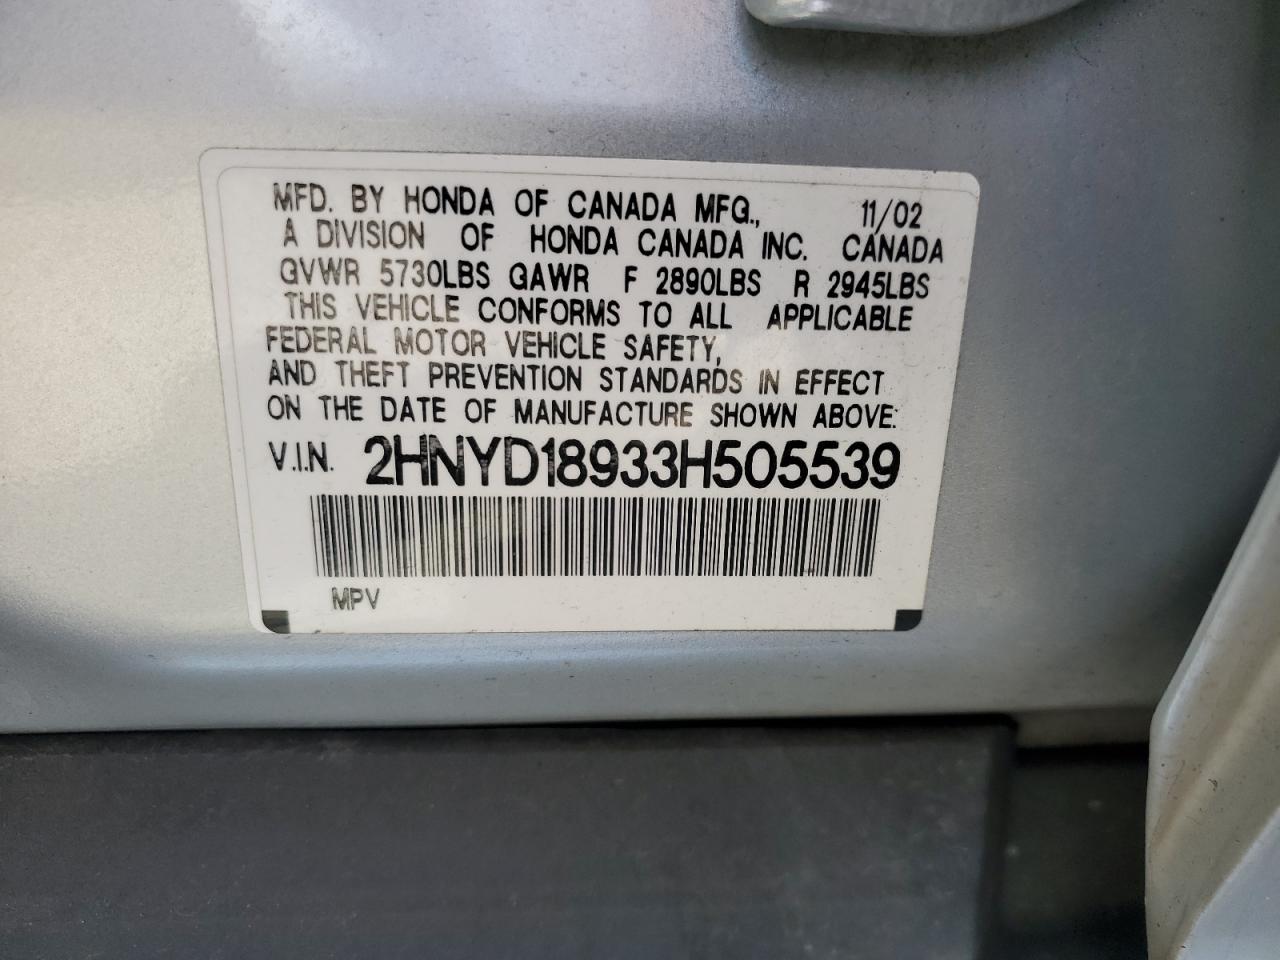 MFD. BY HONDA OF CANADA MFG., 11/02
A DIVISION OF HONDA CANADA INC. CANADA
GVWR 5730LBS GAWR F 2890LBS R 2945LBS
THIS VEHICLE CONFORMS TO ALL APPLICABLE
FEDERAL MOTOR VEHICLE SAFETY,
AND THEFT PREVENTION STANDARDS IN EFFECT
ON THE DATE OF MANUFACTURE SHOWN ABOVE.
V.I.N. 2HNYD18933H505539
MPV